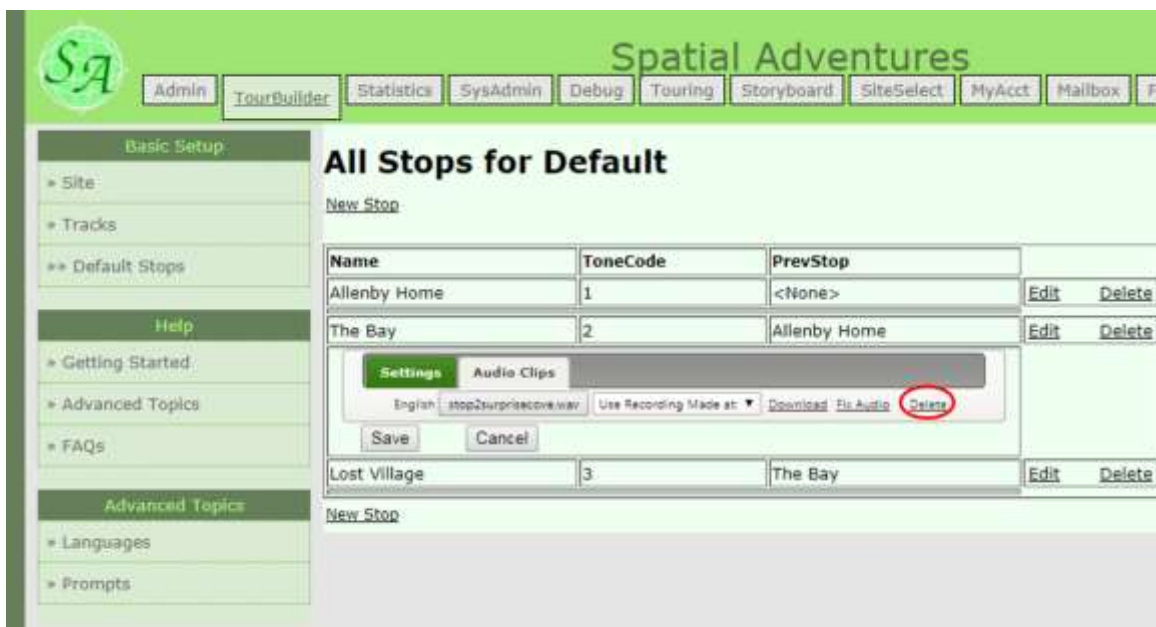 SA
Spatial Adventures
Admin TourBuilder Statistics SysAdmin Debug Touring Storyboard SiteSelect MyAcct Mailbox
Basic Setup
» Site
» Tracks
»» Default Stops
Help
» Getting Started
» Advanced Topics
» FAQs
Advanced Topics
» Languages
» Prompts
All Stops for Default
New Stop
Name ToneCode PrevStop
Allenby Home 1 <None> Edit Delete
The Bay 2 Allenby Home Edit Delete
Settings Audio Clips
English stop2surprisecove.wav Use Recording Made at: ▼ Download Fix Audio Delete
Save Cancel
Lost Village 3 The Bay Edit Delete
New Stop